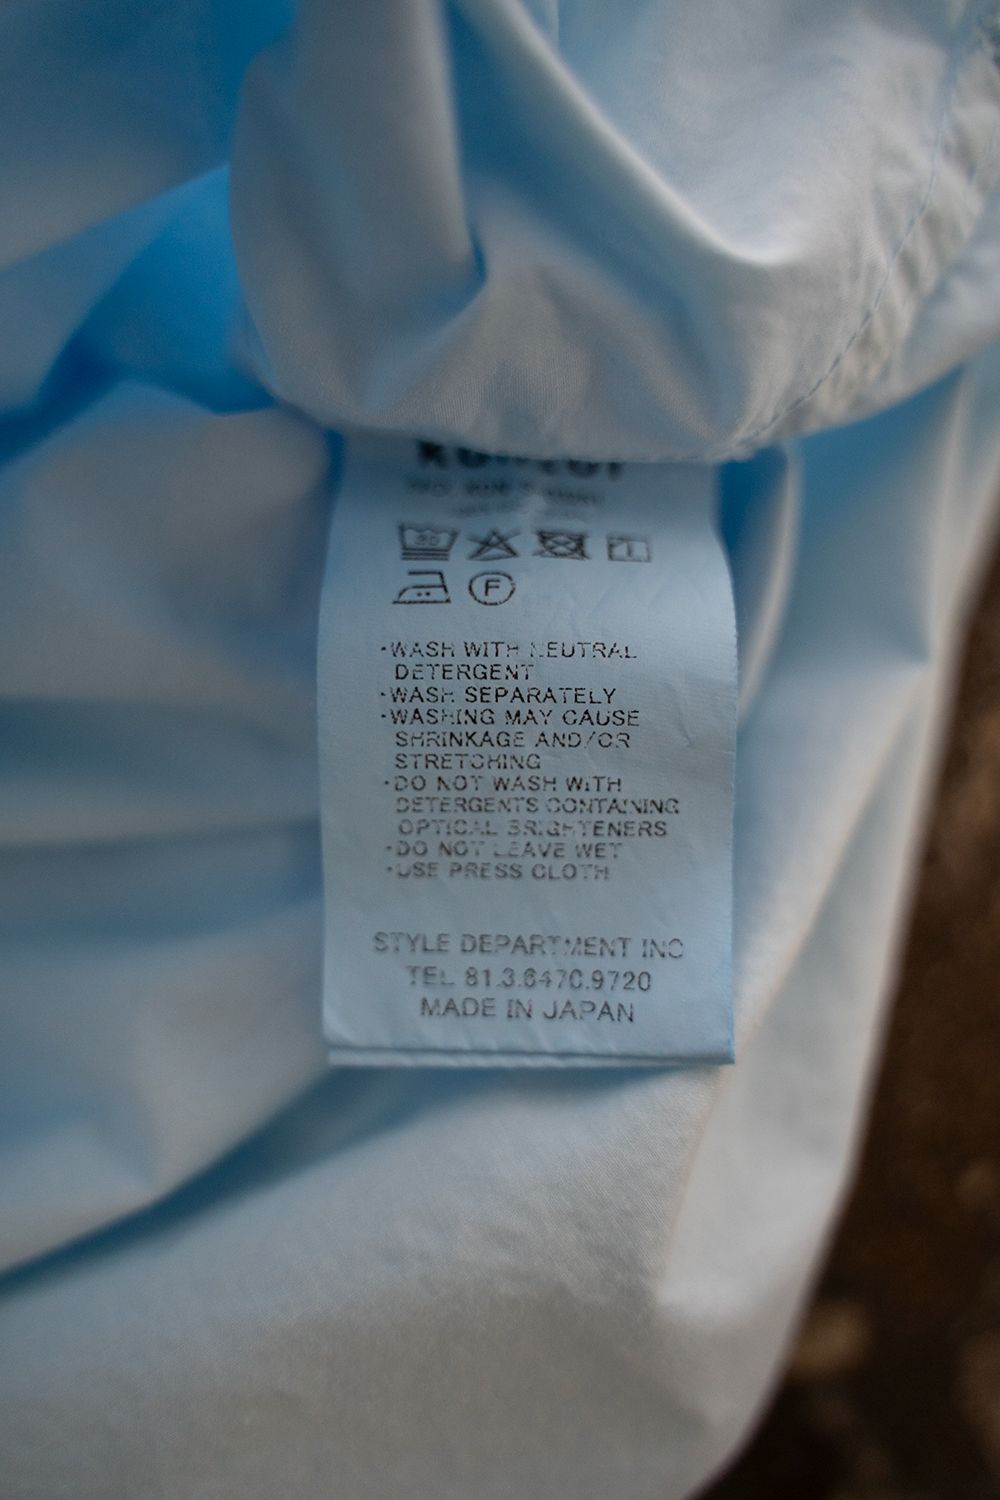 30
F
·WASH WITH NEUTRAL
DETERGENT
·WASH SEPARATELY
·WASHING MAY CAUSE
SHRINKAGE AND/OR
STRETCHING
·DO NOT WASH WITH
DETERGENTS CONTAINING
OPTICAL BRIGHTENERS
·DO NOT LEAVE WET
·USE PRESS CLOTH
STYLE DEPARTMENT INC
TEL 81.3.6470.9720
MADE IN JAPAN